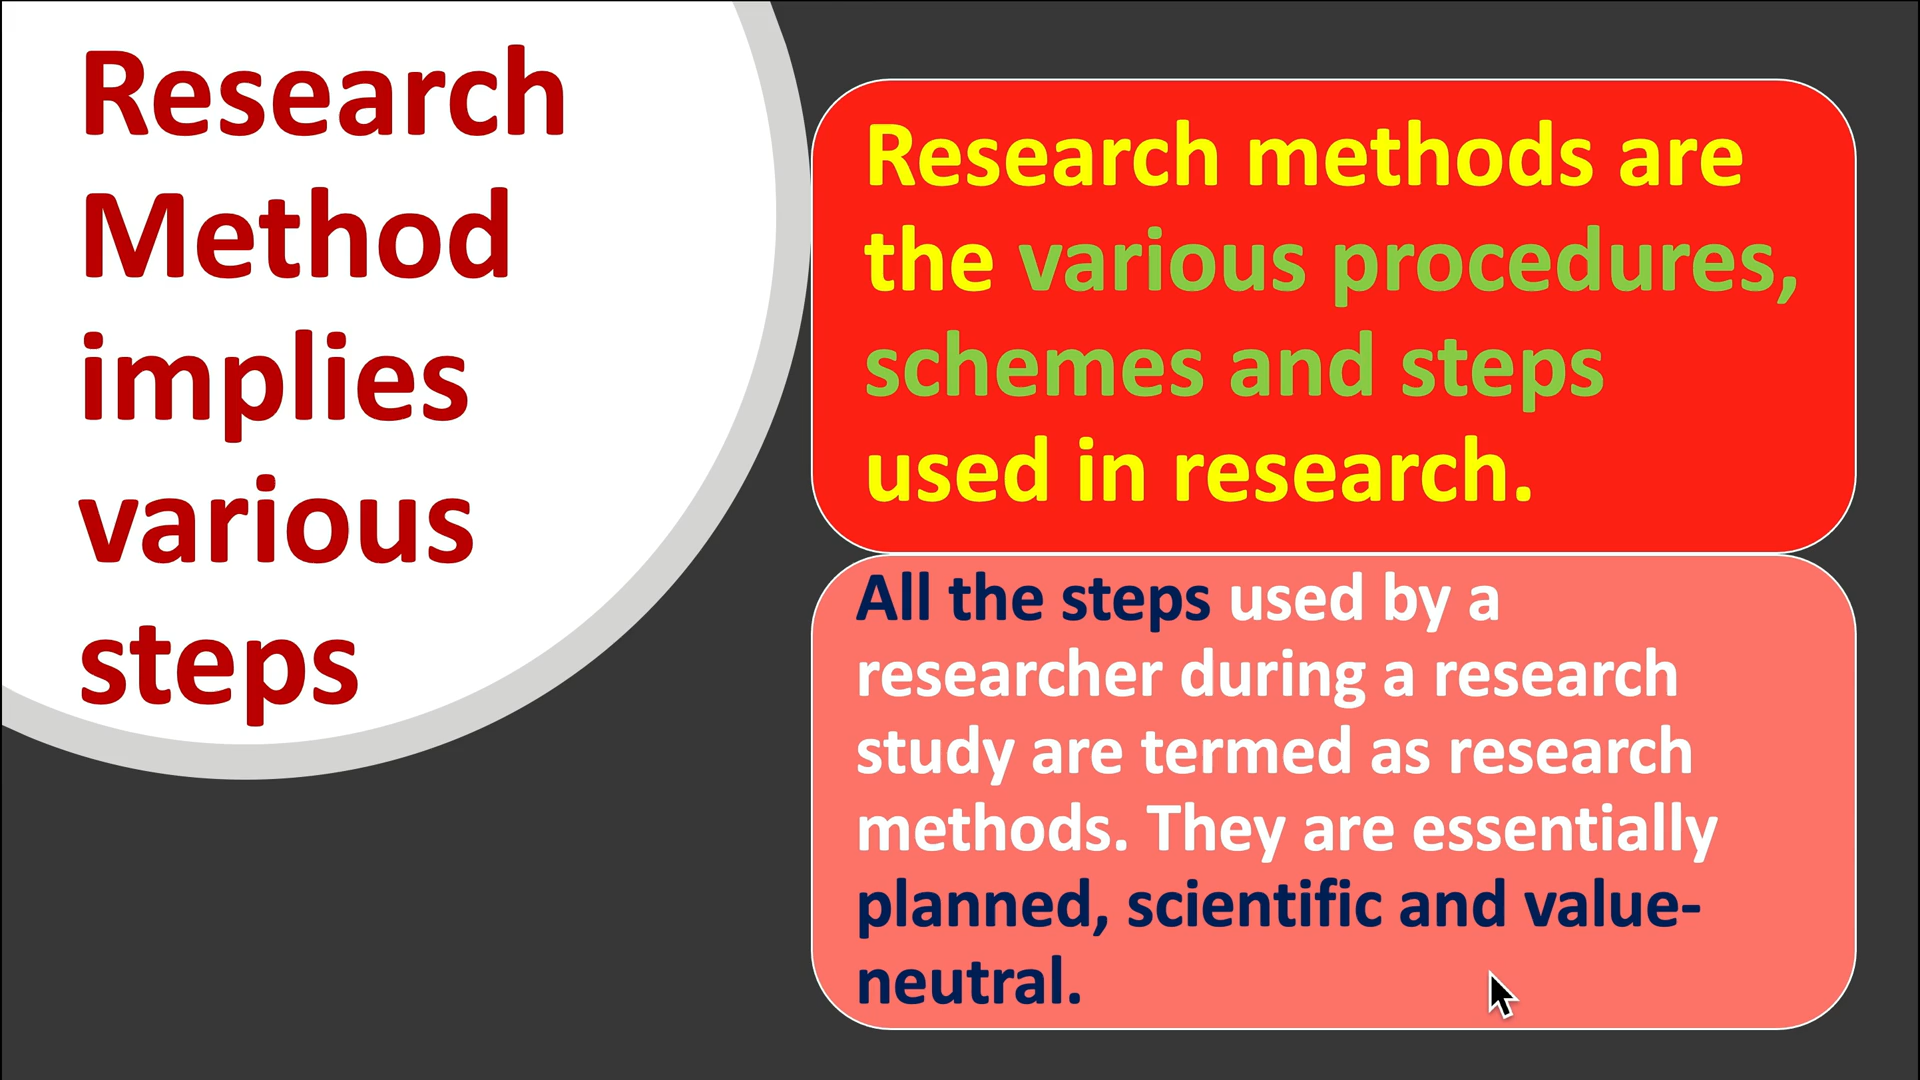 Research
Method
implies
various
steps
Research methods are
the various procedures,
schemes and steps
used in research.
All the steps used by a
researcher during a research
study are termed as research
methods. They are essentially
planned, scientific and value-
neutral.